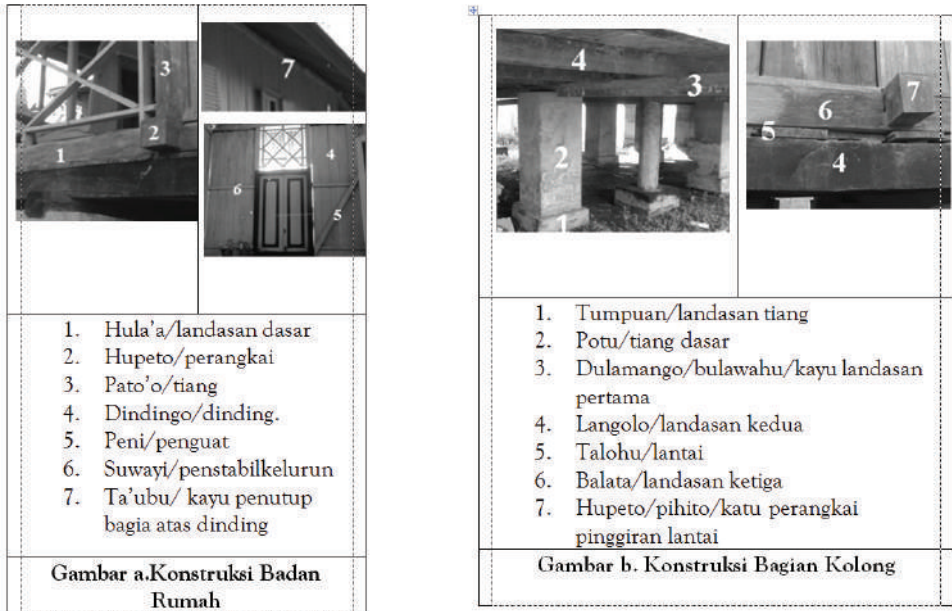 3
2
1
7
4
6
5
1. Hula'a/landasan dasar
2. Hupeto/perangkai
3. Pato'o/tiang
4. Dindingo/dinding.
5. Peni/penguat
6. Suwayi/penstabilkelurun
7. Ta'ubu/ kayu penutup
bagia atas dinding
Gambar a.Konstruksi Badan
Rumah
4
3
2
1
7
6
5
4
1. Tumpuan/landasan tiang
2. Potu/tiang dasar
3. Dulamango/bulawahu/kayu landasan
pertama
4. Langolo/landasan kedua
5. Talohu/lantai
6. Balata/landasan ketiga
7. Hupeto/pihito/katu perangkai
pinggiran lantai
Gambar b. Konstruksi Bagian Kolong